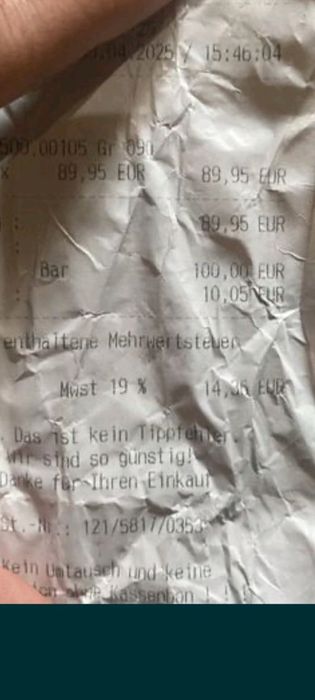 .04.2025 / 15:46:04
500.00105 Gr 090
x 89,95 EUR 89,95 EUR
: 89,95 EUR
:
Bar 100,00 EUR
: 10,05 EUR
enthaltene Mehrwertsteuer
Mwst 19 % 14,36 EUR
. Das ist kein Tippfehler.
Wir sind so günstig!
Danke für Ihren Einkauf
St.-Nr.: 121/5817/0353
Kein Umtausch und keine
ohne Kassenbon ! ! !